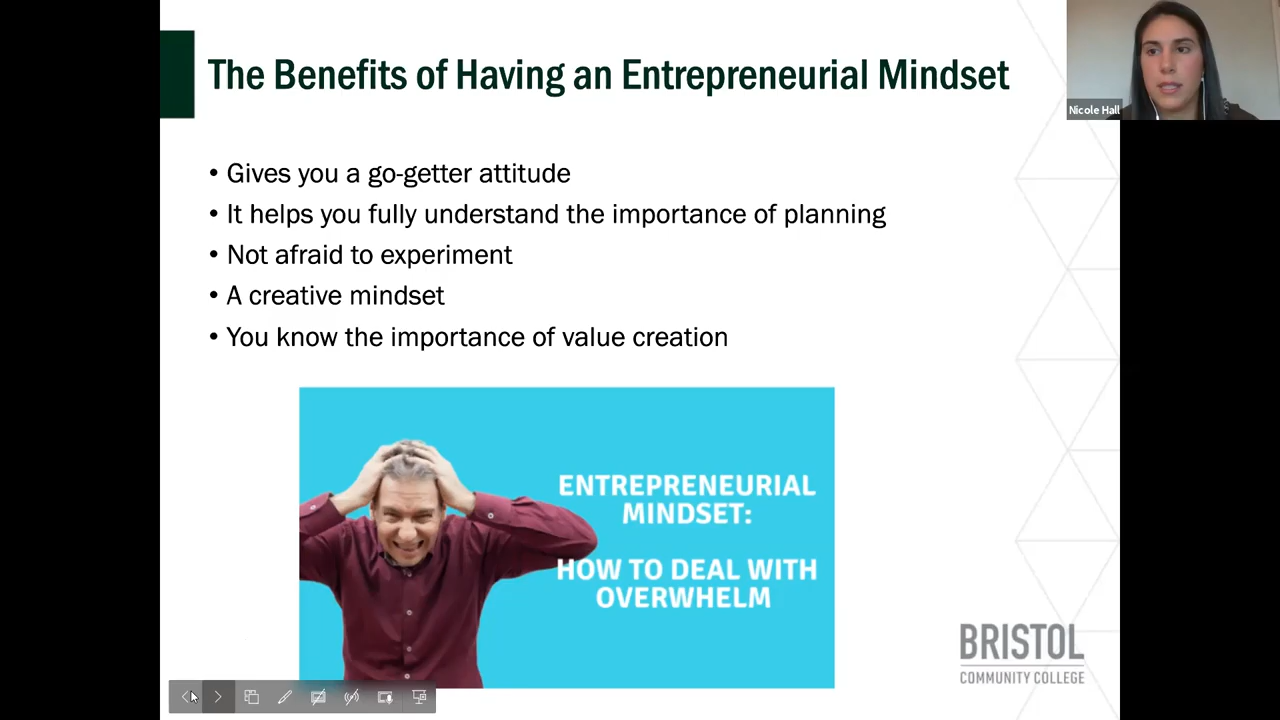 The Benefits of Having an Entrepreneurial Mindset
Nicole Hall
• Gives you a go-getter attitude
• It helps you fully understand the importance of planning
• Not afraid to experiment
• A creative mindset
• You know the importance of value creation
ENTREPRENEURIAL
MINDSET:
HOW TO DEAL WITH
OVERWHELM
BRISTOL
COMMUNITY COLLEGE